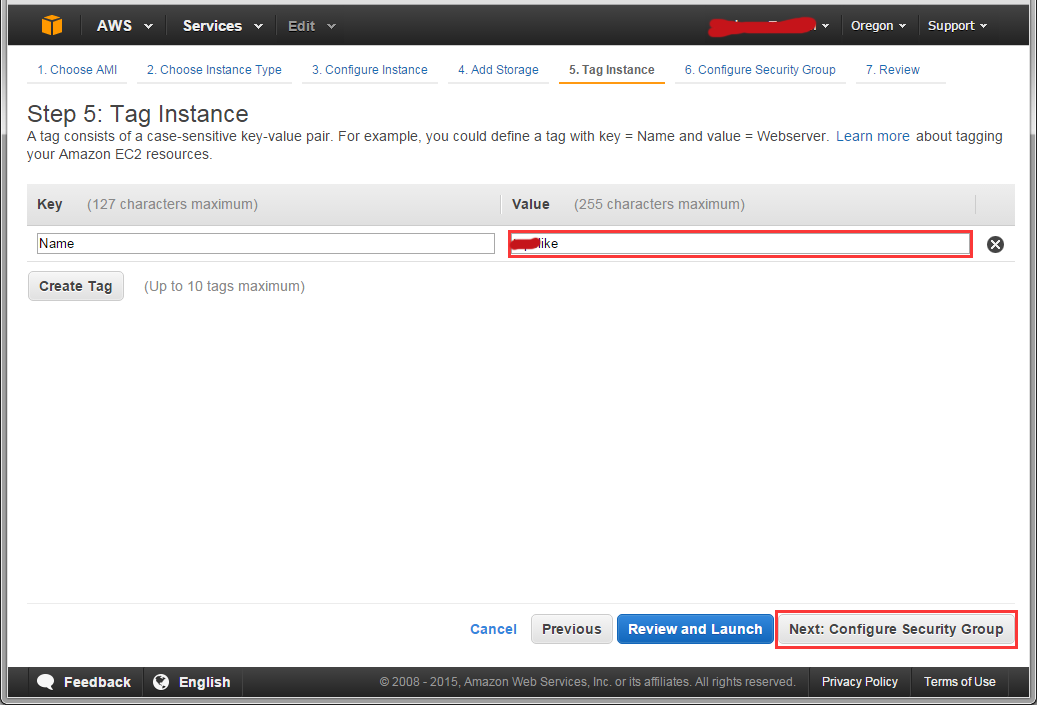 AWS Services Edit Oregon Support
1. Choose AMI 2. Choose Instance Type 3. Configure Instance 4. Add Storage 5. Tag Instance 6. Configure Security Group 7. Review
Step 5: Tag Instance
A tag consists of a case-sensitive key-value pair. For example, you could define a tag with key = Name and value = Webserver. Learn more about tagging
your Amazon EC2 resources.
Key (127 characters maximum) Value (255 characters maximum)
Name
Create Tag (Up to 10 tags maximum)
Cancel Previous Review and Launch Next: Configure Security Group
Feedback English © 2008 - 2015, Amazon Web Services, Inc. or its affiliates. All rights reserved. Privacy Policy Terms of Use